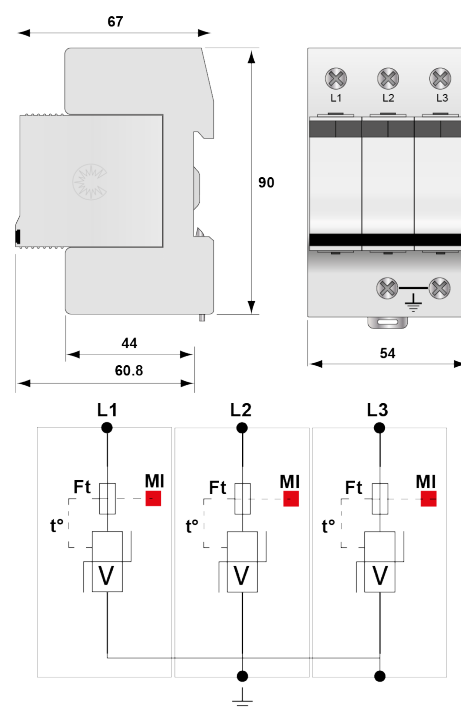 67
L1 L2 L3
90
44
60.8
54
L1 L2 L3
Ft MI Ft MI Ft MI
t° t° t°
V V V